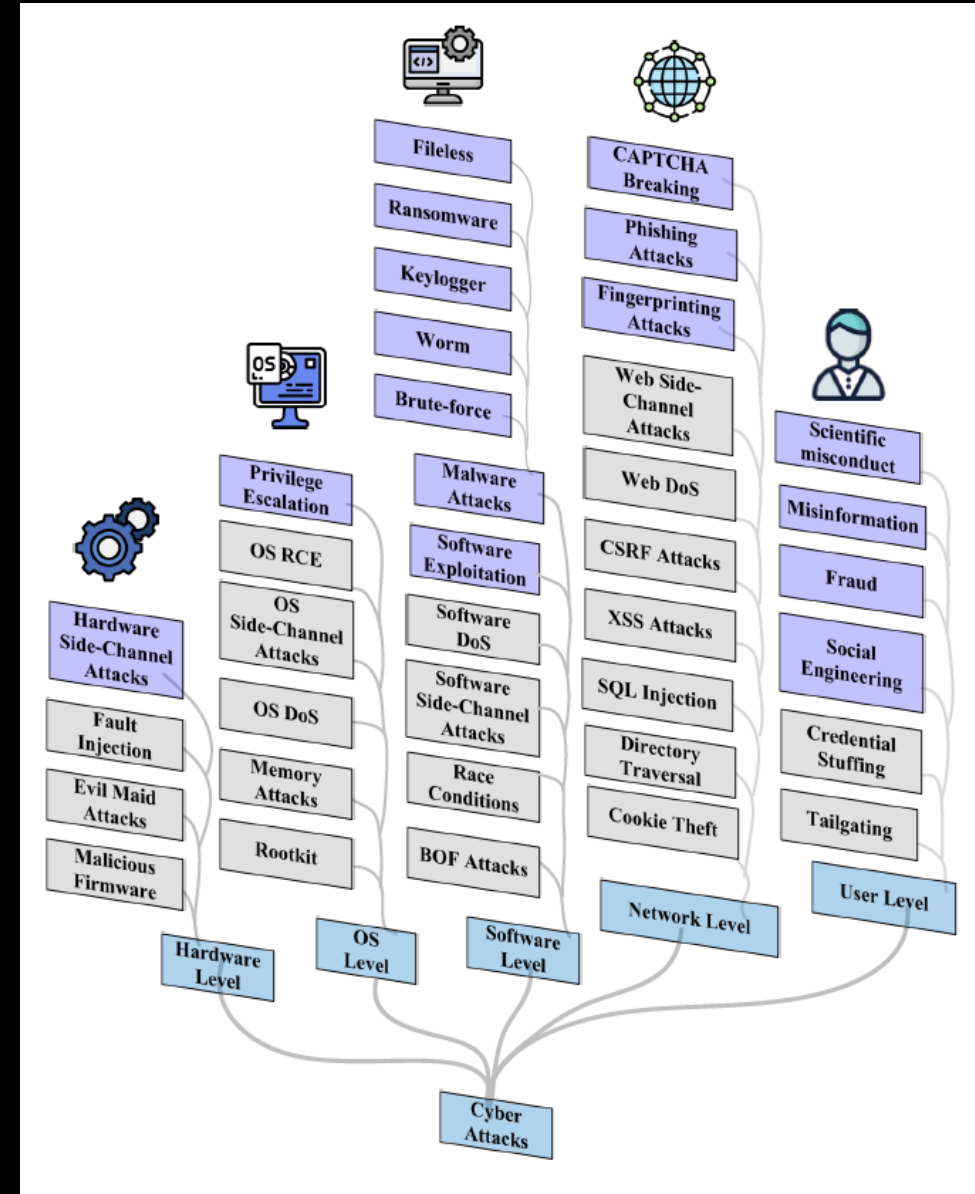 </>
Fileless
Ransomware
Keylogger
Worm
Brute-force
Malware
Attacks
Software
Exploitation
Software
DoS
Software
Side-Channel
Attacks
Race
Conditions
BOF Attacks
Software
Level
CAPTCHA
Breaking
Phishing
Attacks
Fingerprinting
Attacks
Web Side-
Channel
Attacks
Web DoS
CSRF Attacks
XSS Attacks
SQL Injection
Directory
Traversal
Cookie Theft
Network Level
OS
Privilege
Escalation
OS RCE
OS
Side-Channel
Attacks
OS DoS
Memory
Attacks
Rootkit
OS
Level
Scientific
misconduct
Misinformation
Fraud
Social
Engineering
Credential
Stuffing
Tailgating
User Level
Hardware
Side-Channel
Attacks
Fault
Injection
Evil Maid
Attacks
Malicious
Firmware
Hardware
Level
Cyber
Attacks